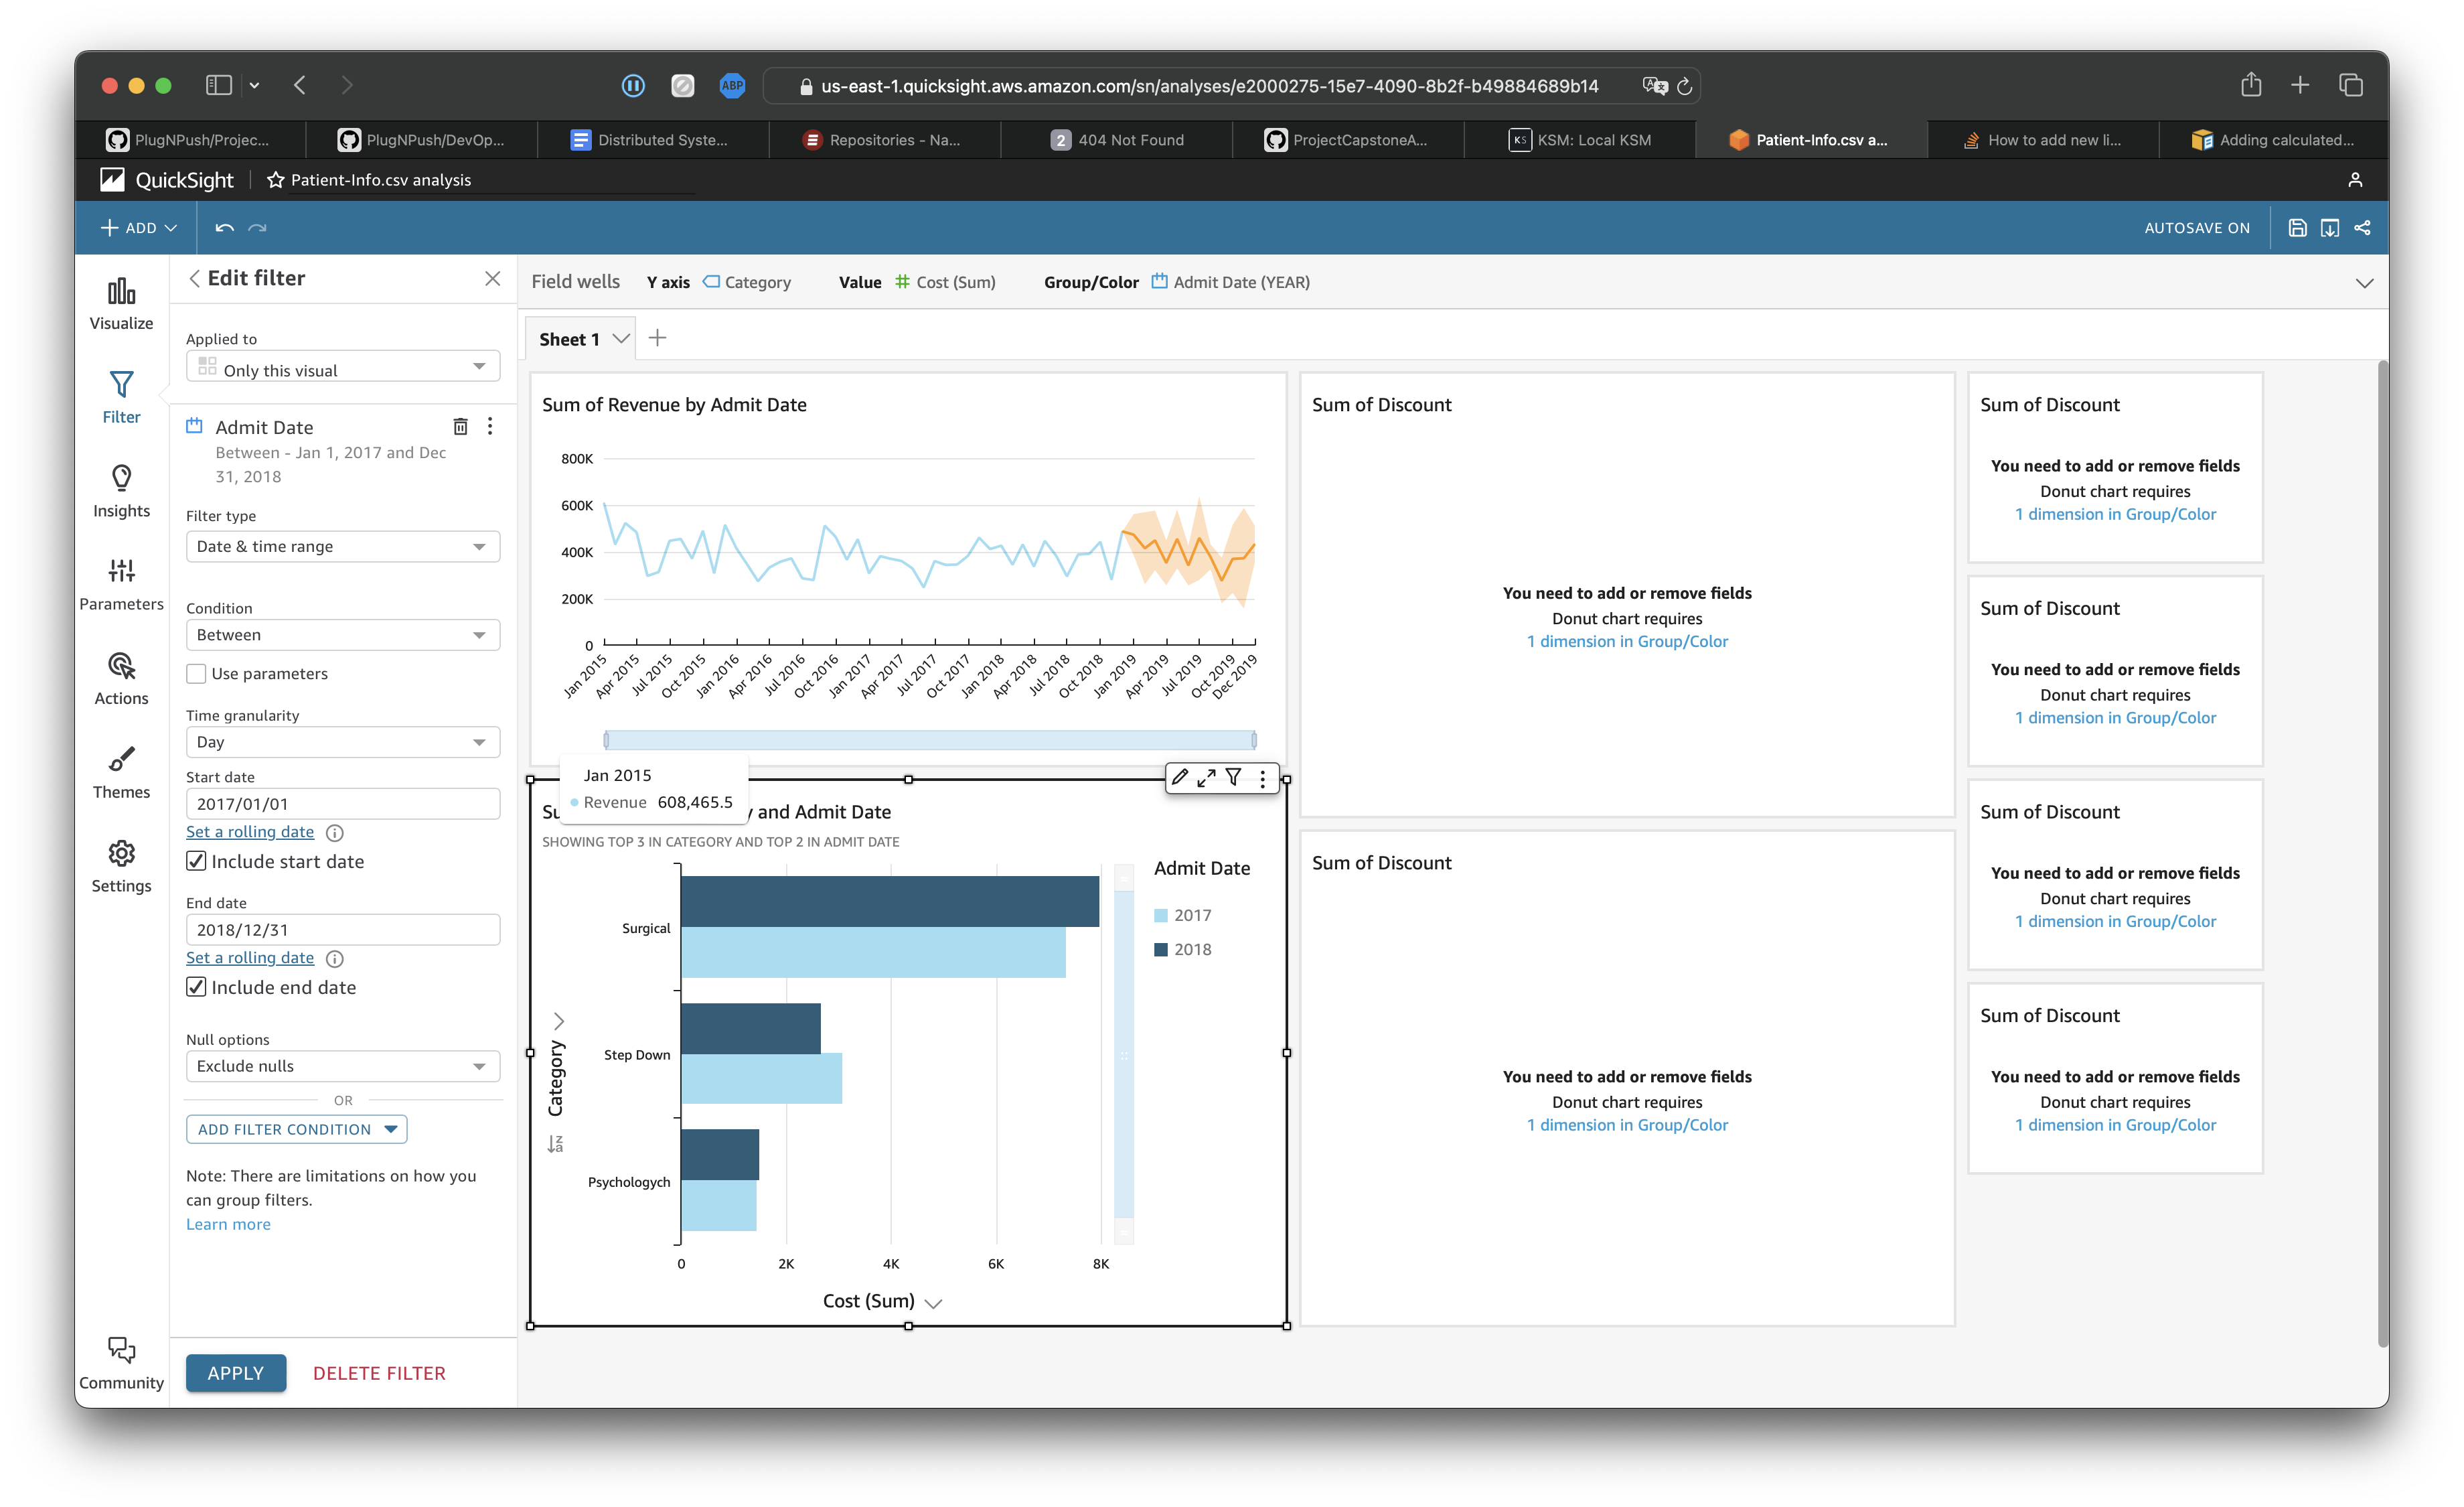 ABP
us-east-1.quicksight.aws.amazon.com/sn/analyses/e2000275-15e7-4090-8b2f-b49884689b14
PlugNPush/Projec...
PlugNPush/DevOp...
Distributed Syste...
Repositories - Na...
2 404 Not Found
ProjectCapstoneA...
KS KSM: Local KSM
Patient-Info.csv a...
How to add new li...
Adding calculated...
QuickSight
Patient-Info.csv analysis
ADD
AUTOSAVE ON
Visualize
Filter
Insights
Parameters
Actions
Themes
Settings
Community
Edit filter
Applied to
Only this visual
Admit Date
Between - Jan 1, 2017 and Dec
31, 2018
Filter type
Date & time range
Condition
Between
Use parameters
Time granularity
Day
Start date
2017/01/01
Set a rolling date
Include start date
End date
2018/12/31
Set a rolling date
Include end date
Null options
Exclude nulls
OR
ADD FILTER CONDITION
Note: There are limitations on how you
can group filters.
Learn more
APPLY
DELETE FILTER
Field wells Y axis Category Value Cost (Sum) Group/Color Admit Date (YEAR)
Sheet 1
Sum of Revenue by Admit Date
800K
600K
400K
200K
0
Jan 2015
Apr 2015
Jul 2015
Oct 2015
Jan 2016
Apr 2016
Jul 2016
Oct 2016
Jan 2017
Apr 2017
Jul 2017
Oct 2017
Jan 2018
Apr 2018
Jul 2018
Oct 2018
Jan 2019
Apr 2019
Jul 2019
Oct 2019
Dec 2019
Jan 2015
Revenue 608,465.5
and Admit Date
SHOWING TOP 3 IN CATEGORY AND TOP 2 IN ADMIT DATE
Category
Surgical
Step Down
Psychologych
0
2K
4K
6K
8K
Cost (Sum)
Admit Date
2017
2018
Sum of Discount
You need to add or remove fields
Donut chart requires
1 dimension in Group/Color
Sum of Discount
You need to add or remove fields
Donut chart requires
1 dimension in Group/Color
Sum of Discount
You need to add or remove fields
Donut chart requires
1 dimension in Group/Color
Sum of Discount
You need to add or remove fields
Donut chart requires
1 dimension in Group/Color
Sum of Discount
You need to add or remove fields
Donut chart requires
1 dimension in Group/Color
Sum of Discount
You need to add or remove fields
Donut chart requires
1 dimension in Group/Color